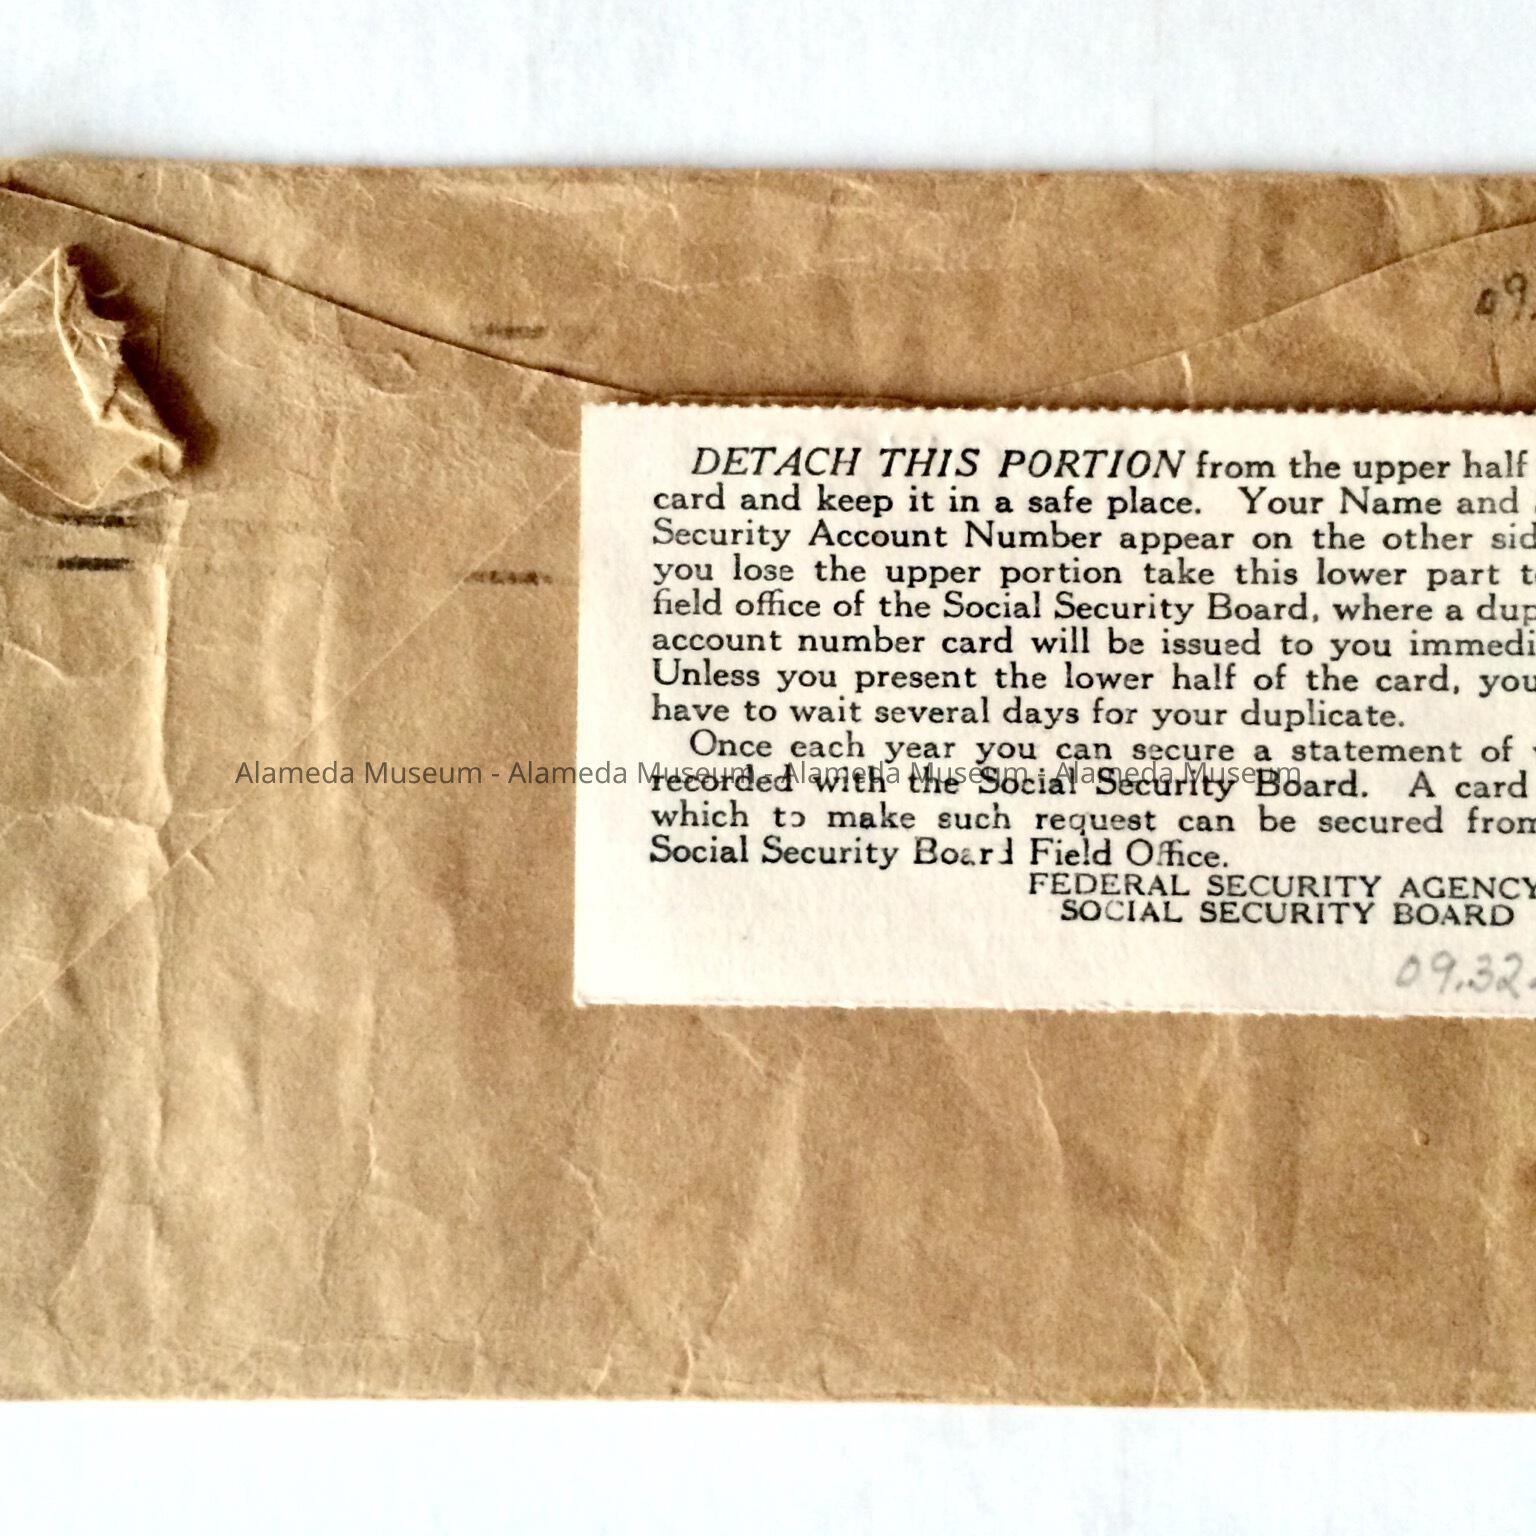 09.
DETACH THIS PORTION from the upper half
card and keep it in a safe place. Your Name and
Security Account Number appear on the other sid
you lose the upper portion take this lower part t
field office of the Social Security Board, where a dup
account number card will be issued to you immedi
Unless you present the lower half of the card, you
have to wait several days for your duplicate.
Once each year you can secure a statement of
Alameda Museum - Alameda Museum - Alameda Museum - Alameda Museum
recorded with the Social Security Board. A card
which to make such request can be secured from
Social Security Board Field Office.
FEDERAL SECURITY AGENCY
SOCIAL SECURITY BOARD
09.32.